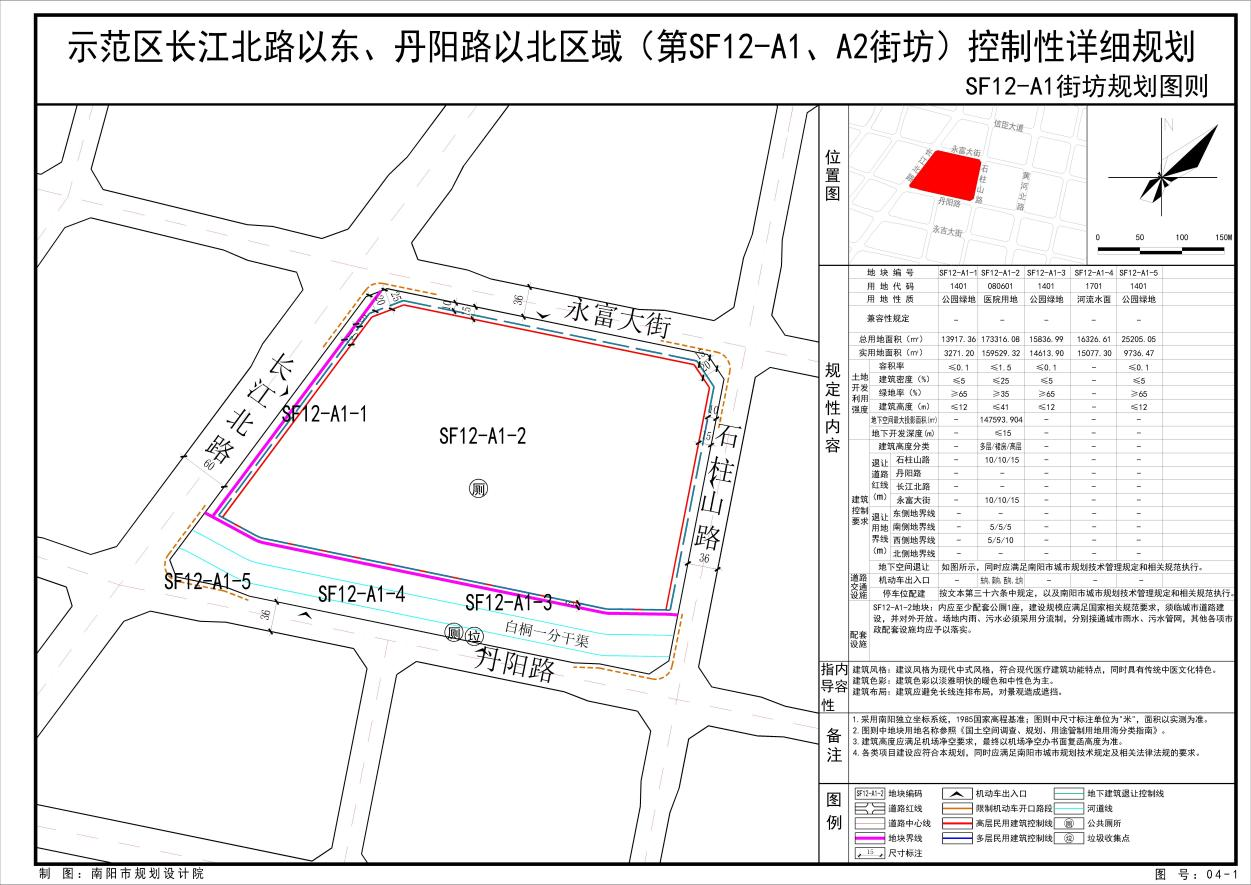 示范区长江北路以东、丹阳路以北区域（第SF12-A1、A2街坊）控制性详细规划
SF12-A1街坊规划图则
永富大街
长江北路
石柱山路
丹阳路
SF12-A1-1
SF12-A1-2
SF12-A1-3
SF12-A1-4
SF12-A1-5
白桐一分干渠
厕
厕
垃
36
60
36
36
位置图
信臣大道
永富大街
长江北路
石柱山路
黄河北路
丹阳路
永吉大街
N
0 50 100 150M
规定性内容
地块编号 SF12-A1-1 SF12-A1-2 SF12-A1-3 SF12-A1-4 SF12-A1-5
用地代码 1401 080601 1401 1701 1401
用地性质 公园绿地 医院用地 公园绿地 河流水面 公园绿地
兼容性规定 - - - - -
总用地面积（㎡） 13917.36 173316.08 15836.99 16326.61 25205.05
实用地面积（㎡） 3271.20 159529.32 14613.90 15077.30 9736.47
土地开发利用强度
容积率 ≤0.1 ≤1.5 ≤0.1 - ≤0.1
建筑密度（%） ≤5 ≤25 ≤5 - ≤5
绿地率（%） ≥65 ≥35 ≥65 - ≥65
建筑高度（m） ≤12 ≤41 ≤12 - ≤12
地下空间最大投影面积(㎡) - 147593.904 - - -
地下开发深度(m) - ≤15 - - -
建筑控制要求
建筑高度分类 - 多层/裙房/高层 - - -
退让道路红线（m）
石柱山路 - 10/10/15 - - -
丹阳路 - - - - -
长江北路 - - - - -
永富大街 - 10/10/15 - - -
退让用地界线（m）
东侧地界线 - - - - -
南侧地界线 - 5/5/5 - - -
西侧地界线 - 5/5/10 - - -
北侧地界线 - - - - -
地下空间退让 如图所示，同时应满足南阳市城市规划技术管理规定和相关规范执行。
道路交通设施
机动车出入口 - - - -
停车位配建 按文本第三十六条中规定，以及南阳市城市规划技术管理规定和相关规范执行。
配套设施
SF12-A1-2地块：内应至少配套公厕1座，建设规模应满足国家相关规范要求，须临城市道路建
设，并对外开放。场地内雨、污水必须采用分流制，分别接通城市雨水、污水管网，其他各项市
政配套设施均应予以落实。
指导性内容
建筑风格：建议风格为现代中式风格，符合现代医疗建筑功能特点，同时具有传统中医文化特色。
建筑色彩：建筑色彩以淡雅明快的暖色和中性色为主。
建筑布局：建筑应避免长线连排布局，对景观造成遮挡。
备注
1.采用南阳独立坐标系统，1985国家高程基准；图则中尺寸标注单位为"米"，面积以实测为准。
2.图则中地块用地名称参照《国土空间调查、规划、用途管制用地用海分类指南》。
3.建筑高度应满足机场净空要求，最终以机场净空办书面复函高度为准。
4.各类项目建设应符合本规划，同时应满足南阳市城市规划技术规定及相关法律法规的要求。
图例
SF12-A1-2 地块编码
机动车出入口
地下建筑退让控制线
道路红线
限制机动车开口路段
河道线
道路中心线
高层民用建筑控制线
厕 公共厕所
地块界线
多层民用建筑控制线
垃 垃圾收集点
15 尺寸标注
制 图：南阳市规划设计院
图 号：04-1